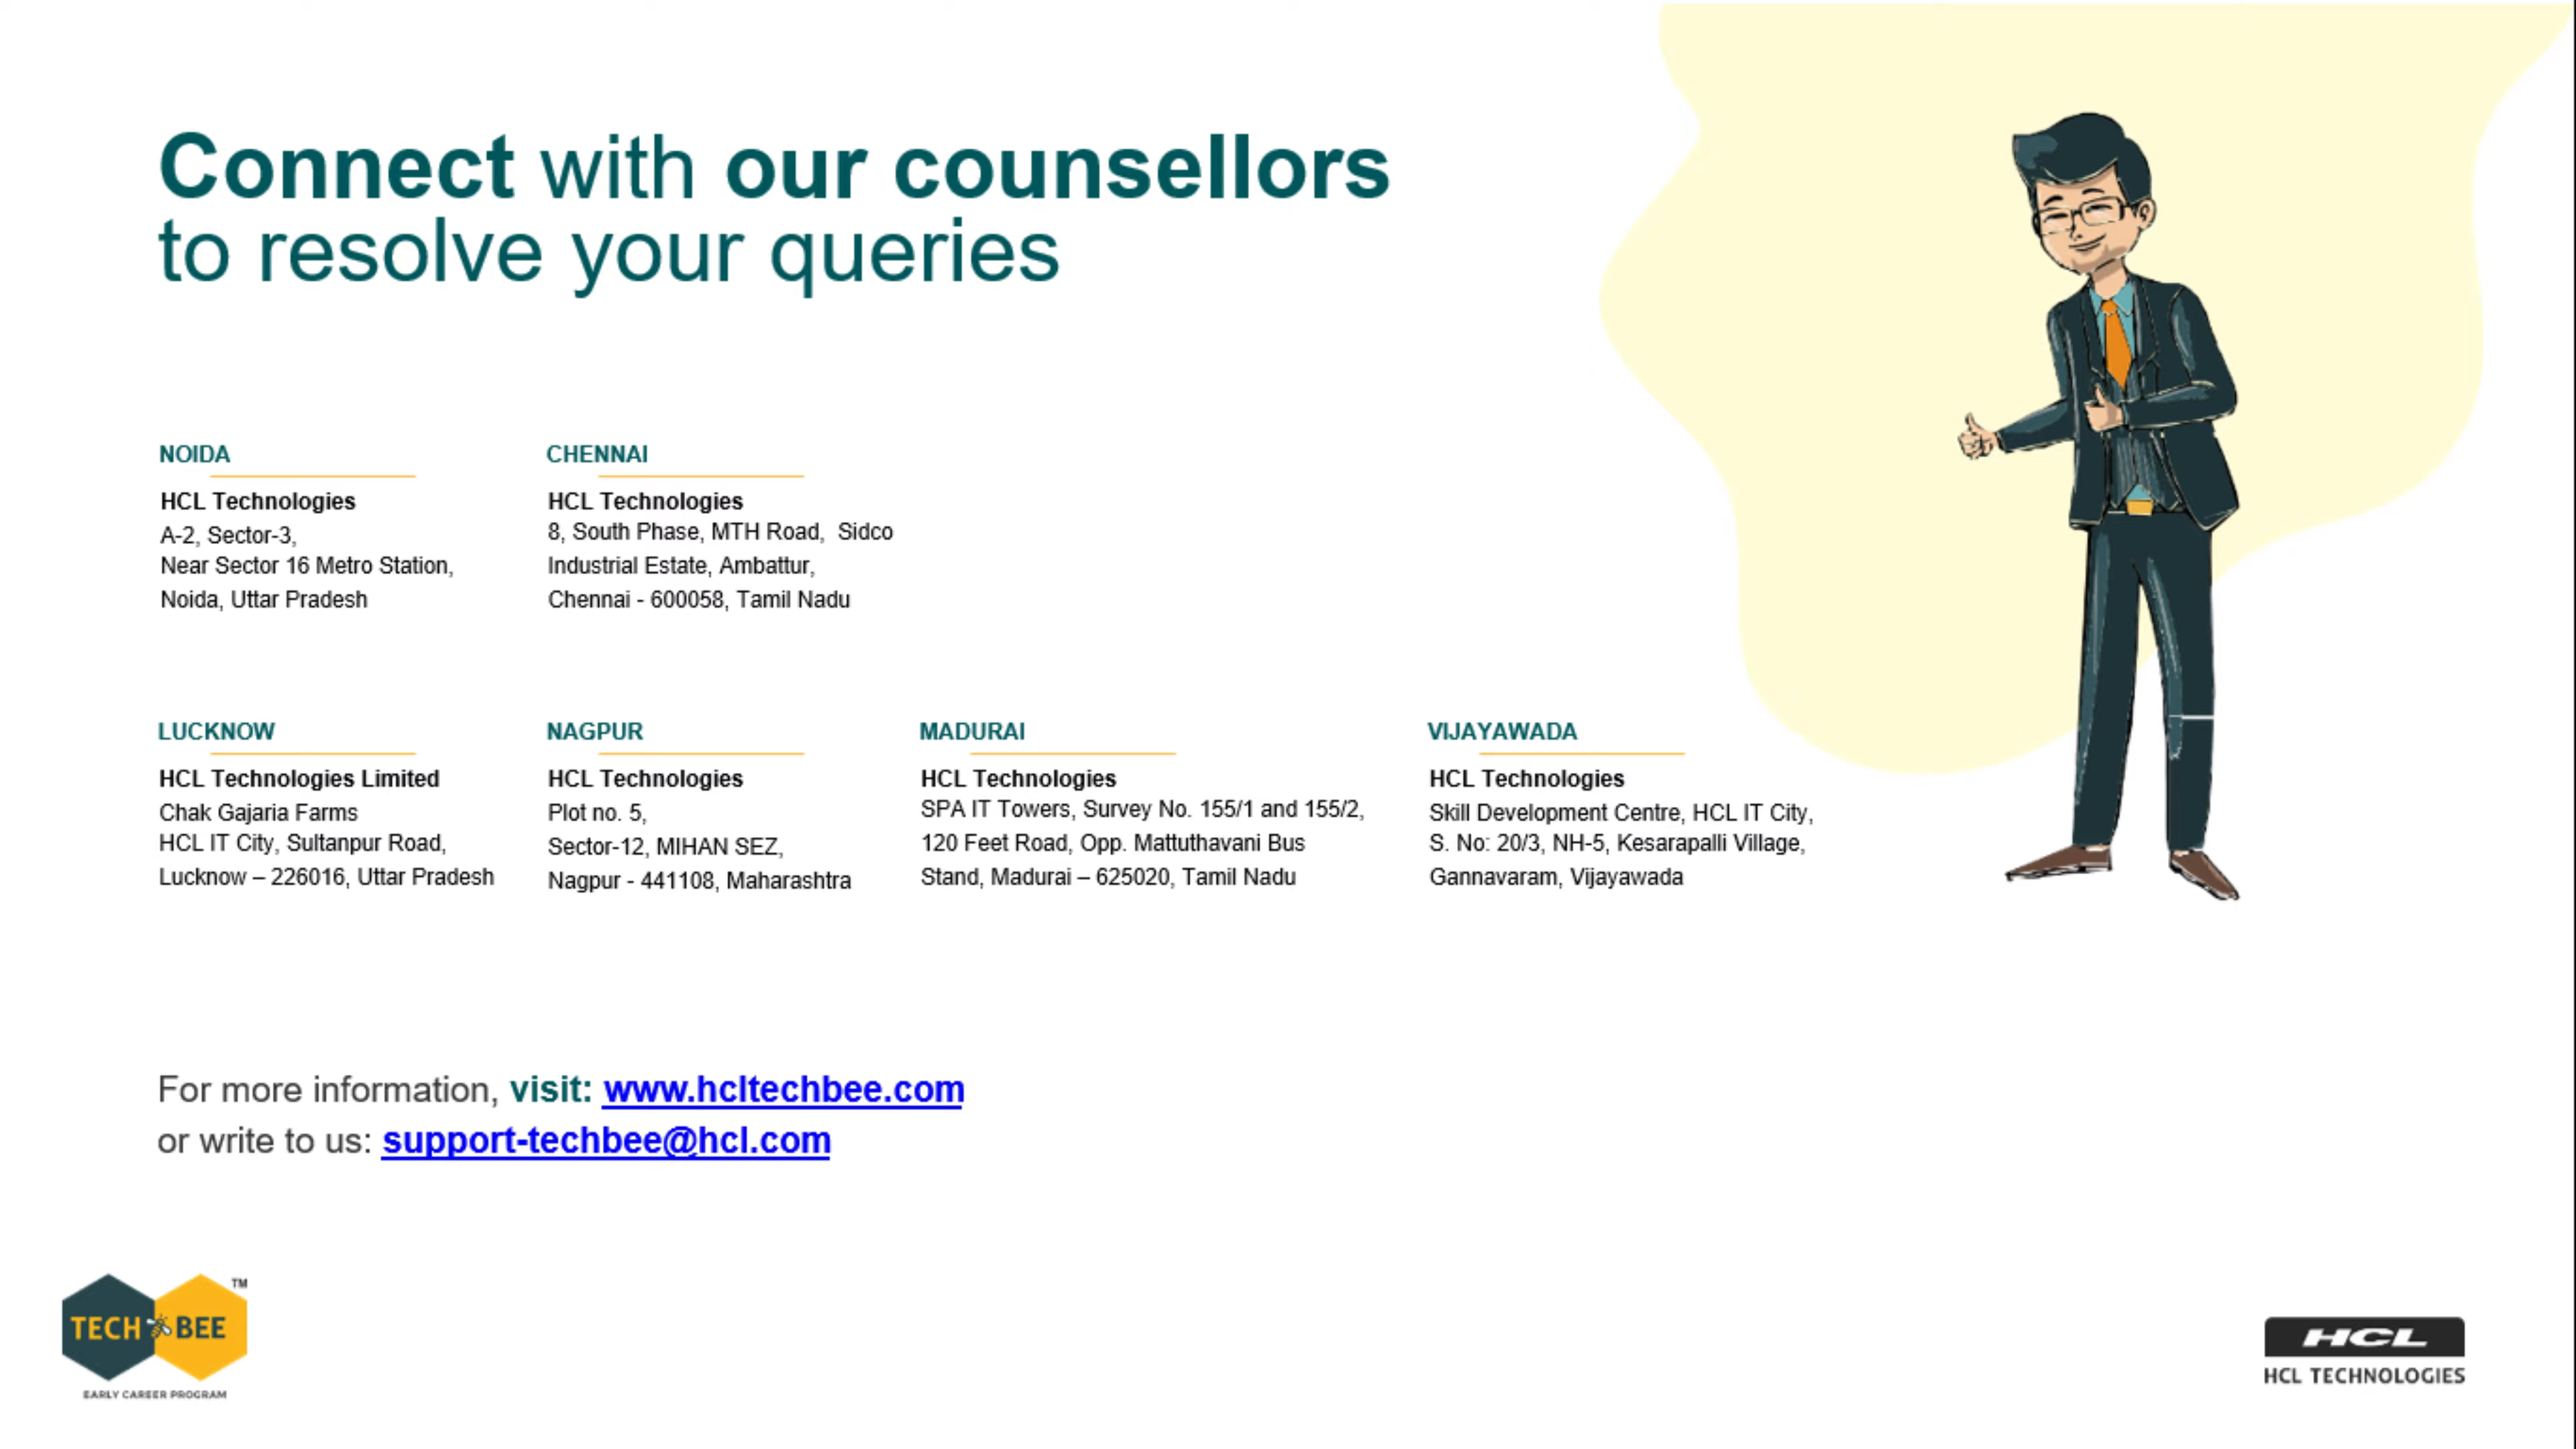 Connect with our counsellors
to resolve your queries
NOIDA
HCL Technologies
A-2, Sector-3,
Near Sector 16 Metro Station,
Noida, Uttar Pradesh
CHENNAI
HCL Technologies
8, South Phase, MTH Road, Sidco
Industrial Estate, Ambattur,
Chennai - 600058, Tamil Nadu
LUCKNOW
HCL Technologies Limited
Chak Gajaria Farms
HCL IT City, Sultanpur Road,
Lucknow – 226016, Uttar Pradesh
NAGPUR
HCL Technologies
Plot no. 5,
Sector-12, MIHAN SEZ,
Nagpur - 441108, Maharashtra
MADURAI
HCL Technologies
SPA IT Towers, Survey No. 155/1 and 155/2,
120 Feet Road, Opp. Mattuthavani Bus
Stand, Madurai – 625020, Tamil Nadu
VIJAYAWADA
HCL Technologies
Skill Development Centre, HCL IT City,
S. No: 20/3, NH-5, Kesarapalli Village,
Gannavaram, Vijayawada
For more information, visit: www.hcltechbee.com
or write to us: support-techbee@hcl.com
TECH BEE TM
EARLY CAREER PROGRAM
HCL
HCL TECHNOLOGIES